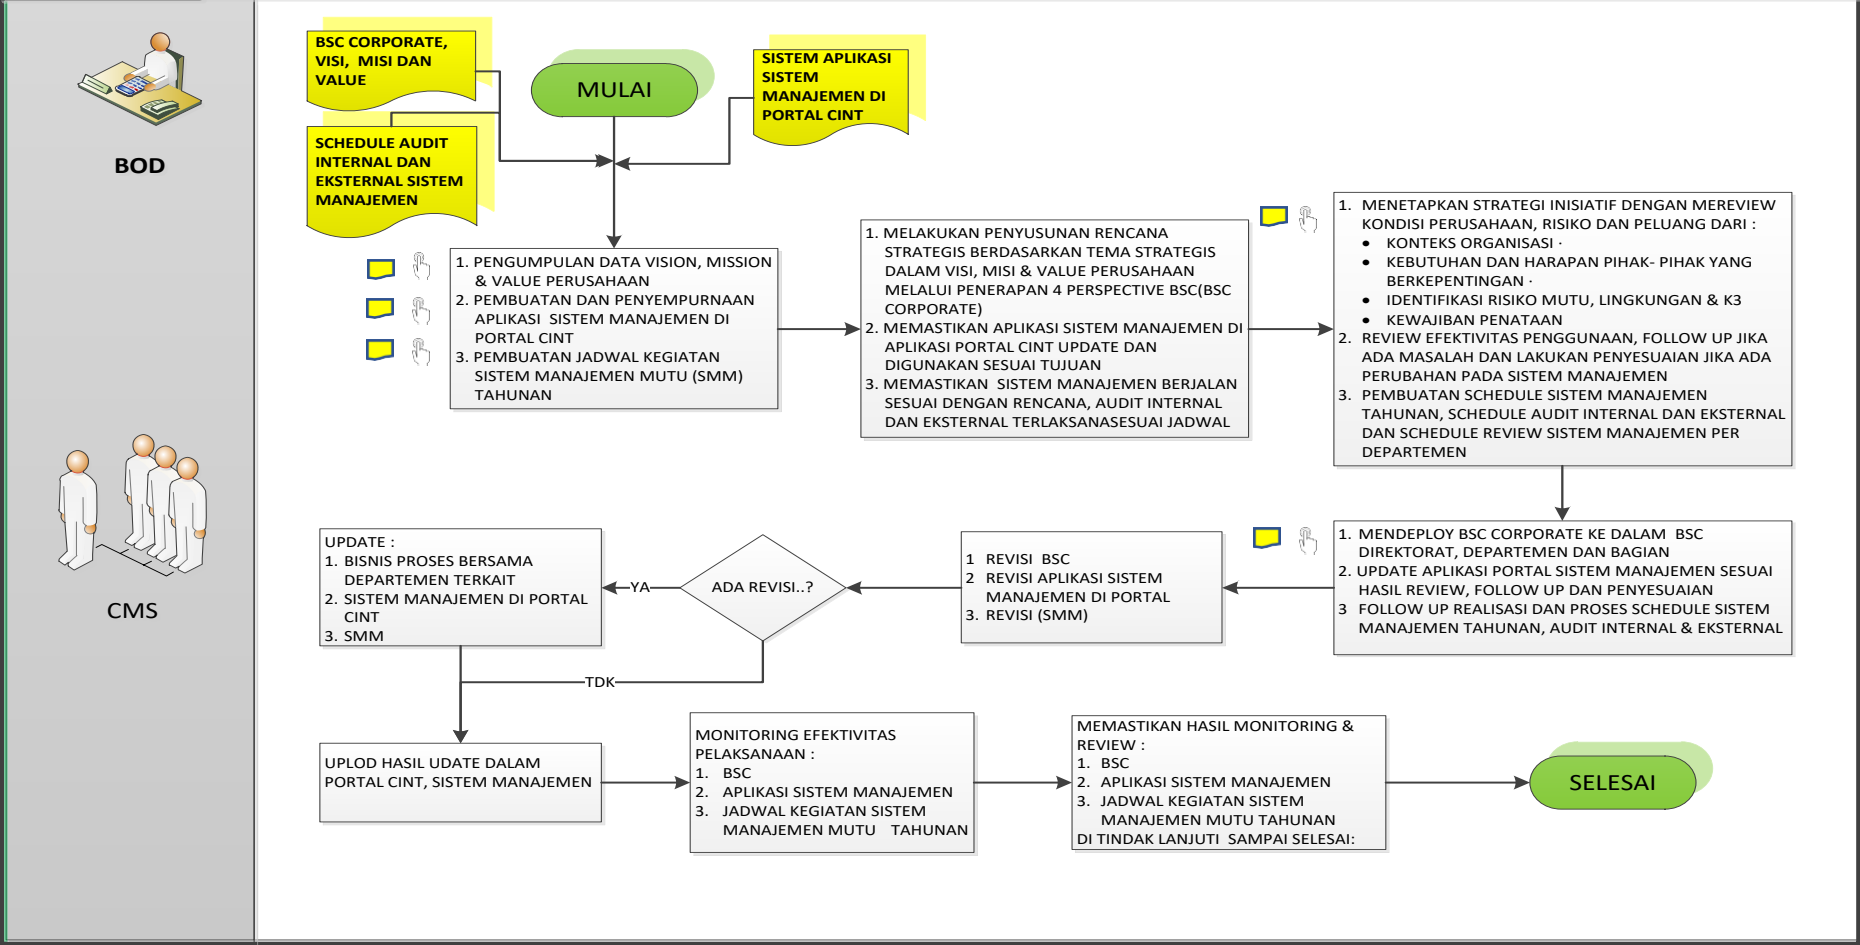 BOD
CMS
BSC CORPORATE,
VISI, MISI DAN
VALUE
SCHEDULE AUDIT
INTERNAL DAN
EKSTERNAL SISTEM
MANAJEMEN
MULAI
SISTEM APLIKASI
SISTEM
MANAJEMEN DI
PORTAL CINT
1. PENGUMPULAN DATA VISION, MISSION
& VALUE PERUSAHAAN
2. PEMBUATAN DAN PENYEMPURNAAN
APLIKASI SISTEM MANAJEMEN DI
PORTAL CINT
3. PEMBUATAN JADWAL KEGIATAN
SISTEM MANAJEMEN MUTU (SMM)
TAHUNAN
1. MELAKUKAN PENYUSUNAN RENCANA
STRATEGIS BERDASARKAN TEMA STRATEGIS
DALAM VISI, MISI & VALUE PERUSAHAAN
MELALUI PENERAPAN 4 PERSPECTIVE BSC(BSC
CORPORATE)
2. MEMASTIKAN APLIKASI SISTEM MANAJEMEN DI
APLIKASI PORTAL CINT UPDATE DAN
DIGUNAKAN SESUAI TUJUAN
3. MEMASTIKAN SISTEM MANAJEMEN BERJALAN
SESUAI DENGAN RENCANA, AUDIT INTERNAL
DAN EKSTERNAL TERLAKSANASESUAI JADWAL
1. MENETAPKAN STRATEGI INISIATIF DENGAN MEREVIEW
KONDISI PERUSAHAAN, RISIKO DAN PELUANG DARI :
• KONTEKS ORGANISASI ·
• KEBUTUHAN DAN HARAPAN PIHAK- PIHAK YANG
BERKEPENTINGAN ·
• IDENTIFIKASI RISIKO MUTU, LINGKUNGAN & K3
• KEWAJIBAN PENATAAN
2. REVIEW EFEKTIVITAS PENGGUNAAN, FOLLOW UP JIKA
ADA MASALAH DAN LAKUKAN PENYESUAIAN JIKA ADA
PERUBAHAN PADA SISTEM MANAJEMEN
3. PEMBUATAN SCHEDULE SISTEM MANAJEMEN
TAHUNAN, SCHEDULE AUDIT INTERNAL DAN EKSTERNAL
DAN SCHEDULE REVIEW SISTEM MANAJEMEN PER
DEPARTEMEN
1. MENDEPLOY BSC CORPORATE KE DALAM BSC
DIREKTORAT, DEPARTEMEN DAN BAGIAN
2. UPDATE APLIKASI PORTAL SISTEM MANAJEMEN SESUAI
HASIL REVIEW, FOLLOW UP DAN PENYESUAIAN
3 FOLLOW UP REALISASI DAN PROSES SCHEDULE SISTEM
MANAJEMEN TAHUNAN, AUDIT INTERNAL & EKSTERNAL
1 REVISI BSC
2 REVISI APLIKASI SISTEM
MANAJEMEN DI PORTAL
3. REVISI (SMM)
ADA REVISI..?
YA
TDK
UPDATE :
1. BISNIS PROSES BERSAMA
DEPARTEMEN TERKAIT
2. SISTEM MANAJEMEN DI PORTAL
CINT
3. SMM
UPLOD HASIL UDATE DALAM
PORTAL CINT, SISTEM MANAJEMEN
MONITORING EFEKTIVITAS
PELAKSANAAN :
1. BSC
2. APLIKASI SISTEM MANAJEMEN
3. JADWAL KEGIATAN SISTEM
MANAJEMEN MUTU TAHUNAN
MEMASTIKAN HASIL MONITORING &
REVIEW :
1. BSC
2. APLIKASI SISTEM MANAJEMEN
3. JADWAL KEGIATAN SISTEM
MANAJEMEN MUTU TAHUNAN
DI TINDAK LANJUTI SAMPAI SELESAI:
SELESAI